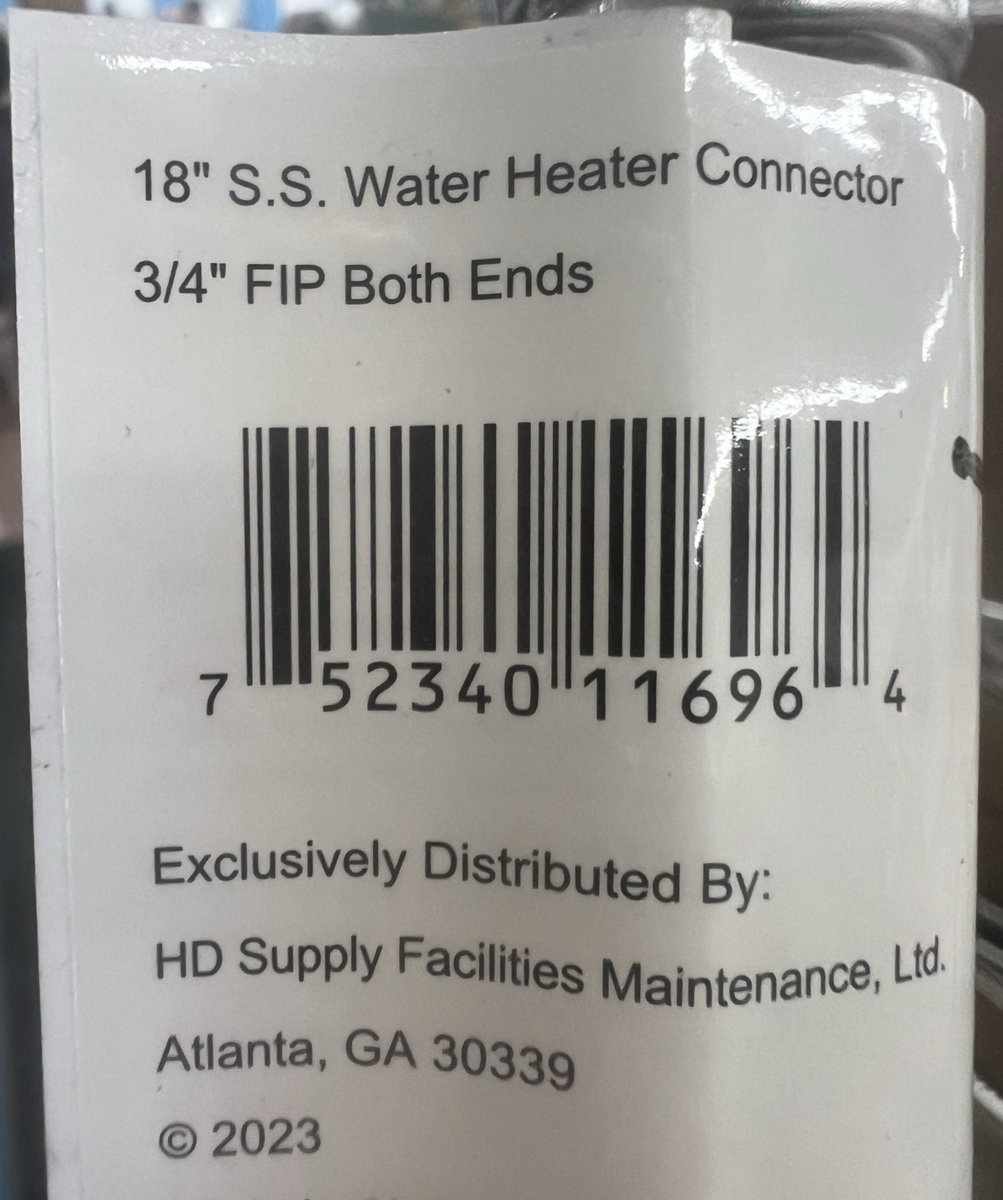 18" S.S. Water Heater Connector
3/4" FIP Both Ends
7 52340 11696 4
Exclusively Distributed By:
HD Supply Facilities Maintenance, Ltd.
Atlanta, GA 30339
© 2023